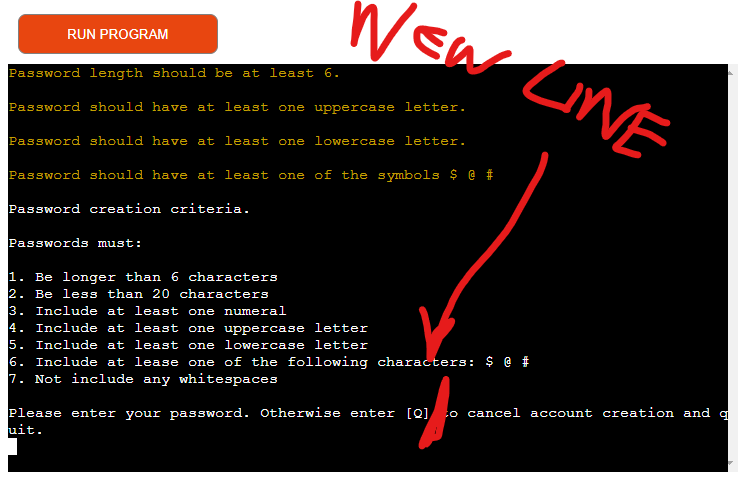 RUN PROGRAM
NEW LINE
Password length should be at least 6.
Password should have at least one uppercase letter.
Password should have at least one lowercase letter.
Password should have at least one of the symbols $ @ #
Password creation criteria.
Passwords must:
1. Be longer than 6 characters
2. Be less than 20 characters
3. Include at least one numeral
4. Include at least one uppercase letter
5. Include at least one lowercase letter
6. Include at lease one of the following characters: $ @ #
7. Not include any whitespaces
Please enter your password. Otherwise enter [Q] to cancel account creation and q
uit.